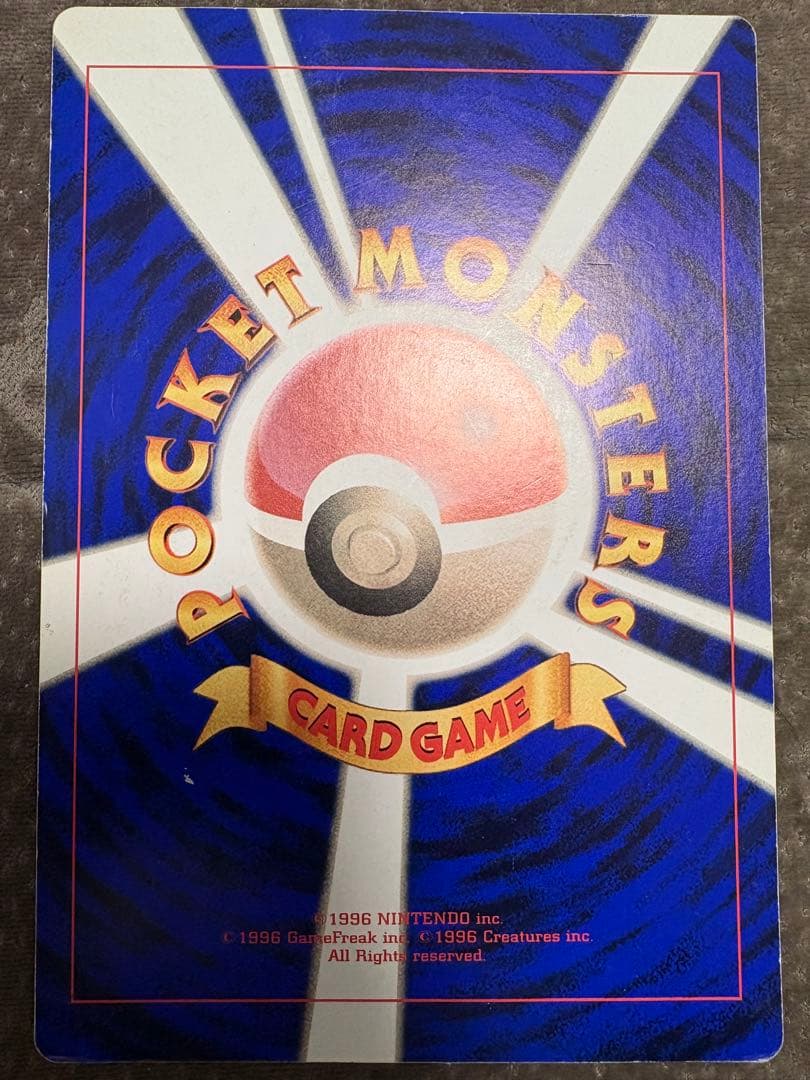 POCKET MONSTERS
CARD GAME
©1996 NINTENDO inc.
©1996 GameFreak inc. ©1996 Creatures inc.
All Rights reserved.